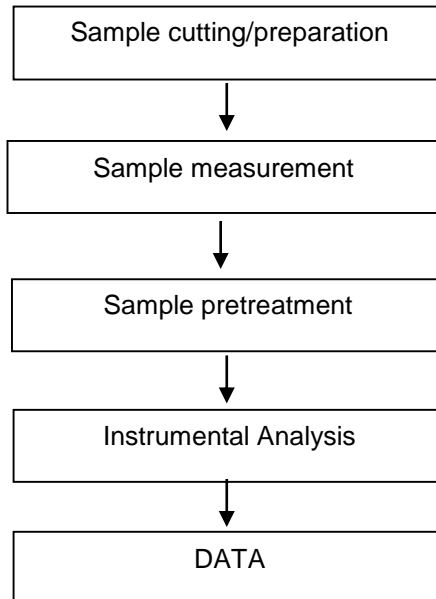 Sample cutting/preparation
Sample measurement
Sample pretreatment
Instrumental Analysis
DATA